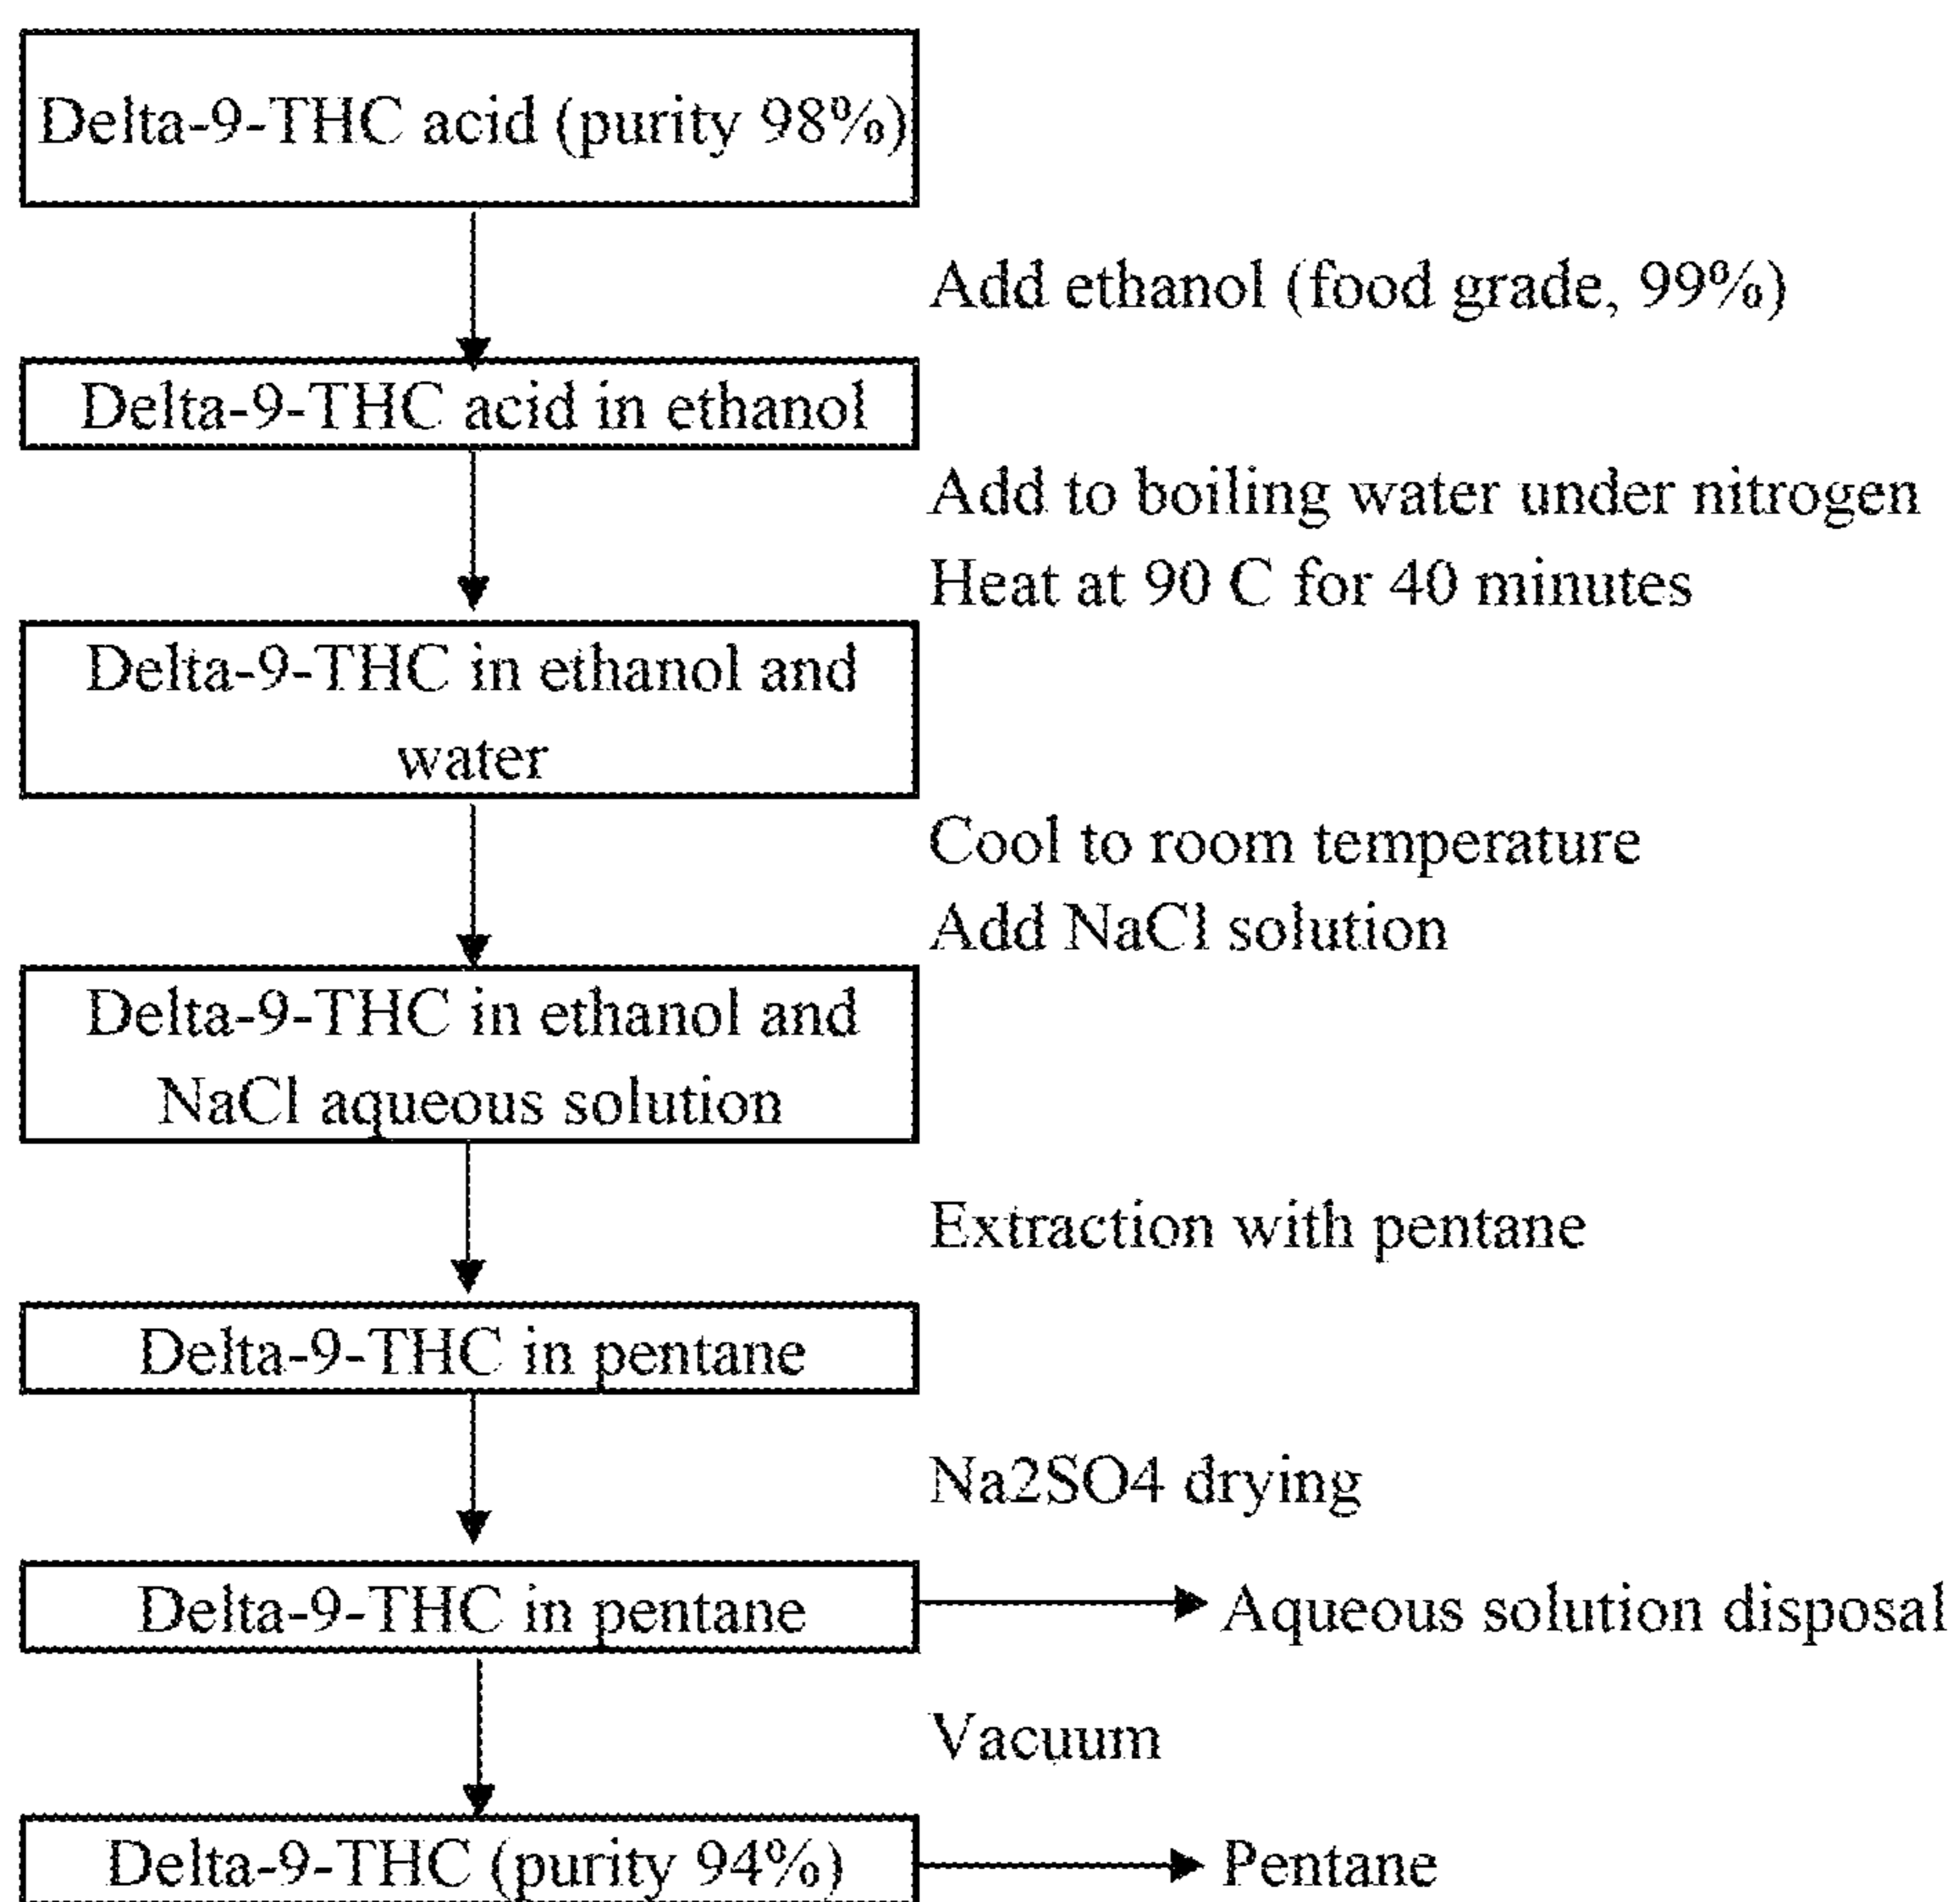 Delta-9-THC acid (purity 98%)
Add ethanol (food grade, 99%)
Delta-9-THC acid in ethanol
Add to boiling water under nitrogen
Heat at 90 C for 40 minutes
Delta-9-THC in ethanol and
water
Cool to room temperature
Add NaCl solution
Delta-9-THC in ethanol and
NaCl aqueous solution
Extraction with pentane
Delta-9-THC in pentane
Na2SO4 drying
Delta-9-THC in pentane
Aqueous solution disposal
Vacuum
Delta-9-THC (purity 94%)
Pentane